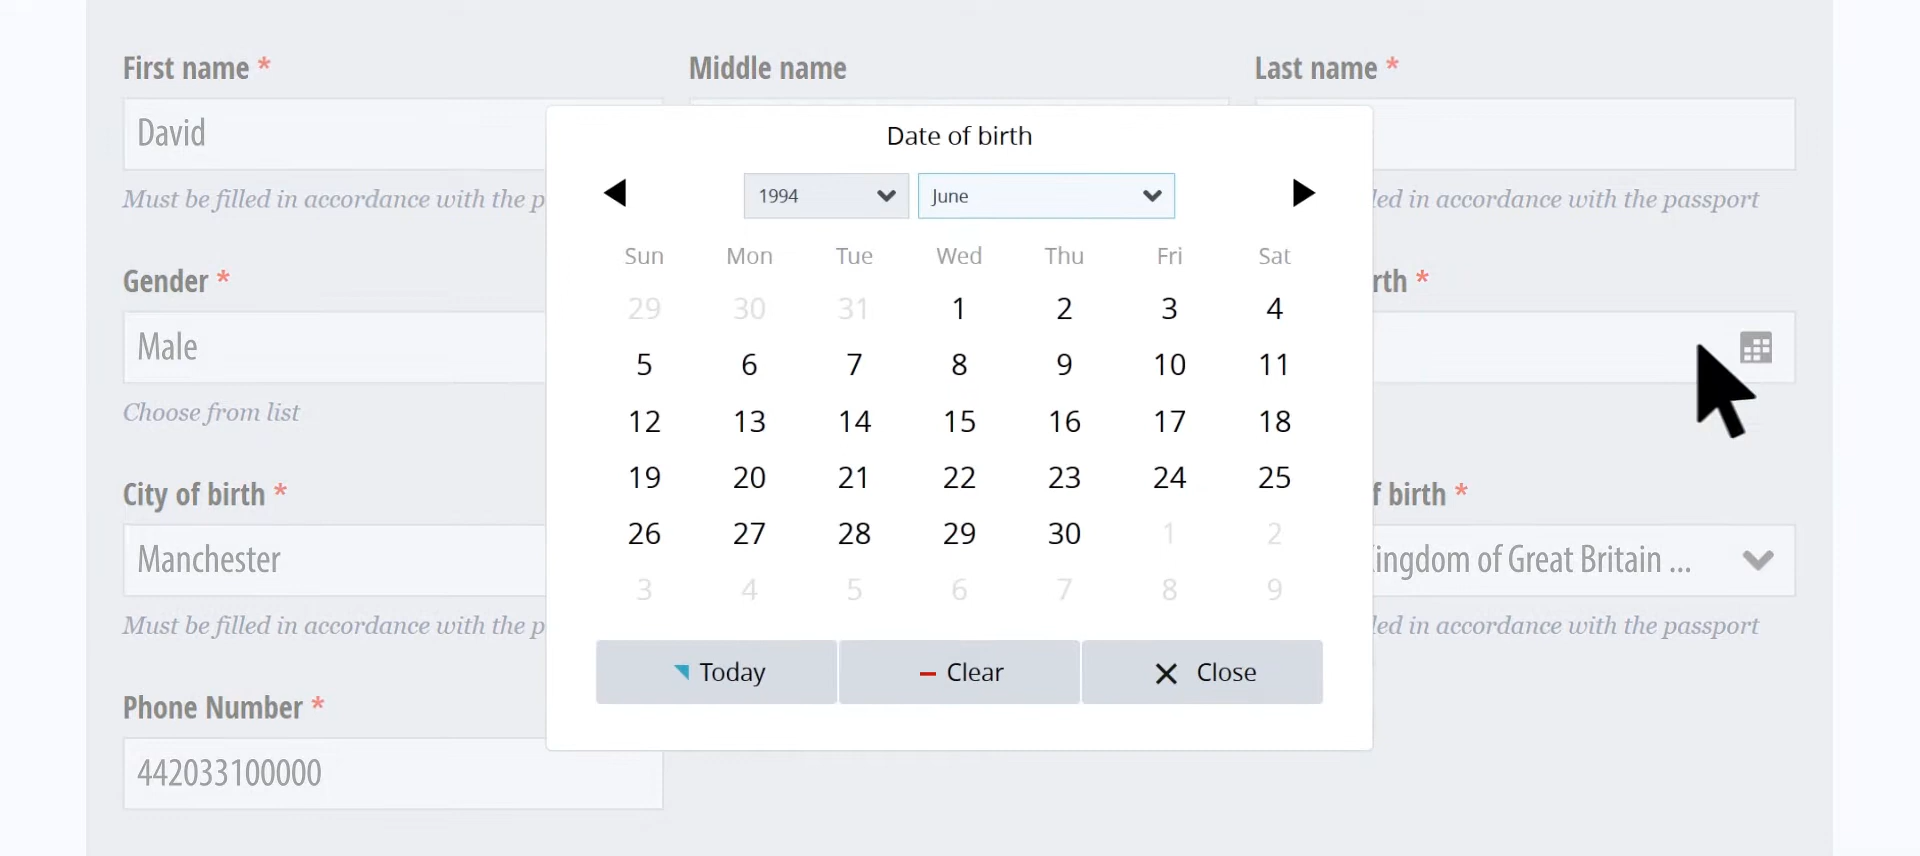 First name *
Middle name
Last name *
David
Must be filled in accordance with the p
led in accordance with the passport
Date of birth
1994
June
Sun Mon Tue Wed Thu Fri Sat
29 30 31 1 2 3 4
5 6 7 8 9 10 11
12 13 14 15 16 17 18
19 20 21 22 23 24 25
26 27 28 29 30 1 2
3 4 5 6 7 8 9
Today
Clear
Close
Gender *
rth *
Male
Choose from list
City of birth *
f birth *
Manchester
ingdom of Great Britain ...
Must be filled in accordance with the p
led in accordance with the passport
Phone Number *
442033100000